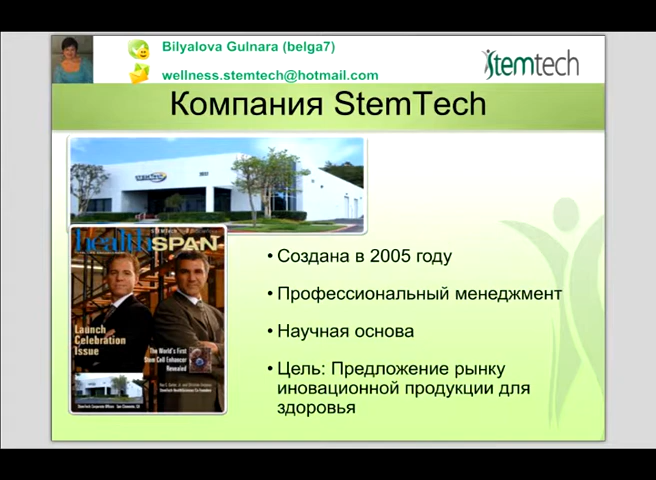 Bilyalova Gulnara (belga7)
wellness.stemtech@hotmail.com
stemtech
Компания StemTech
healthSPAN
Launch
Celebration
Issue
The World's First
Stem Cell Enhancer
Revealed
• Создана в 2005 году
• Профессиональный менеджмент
• Научная основа
• Цель: Предложение рынку
иновационной продукции для
здоровья